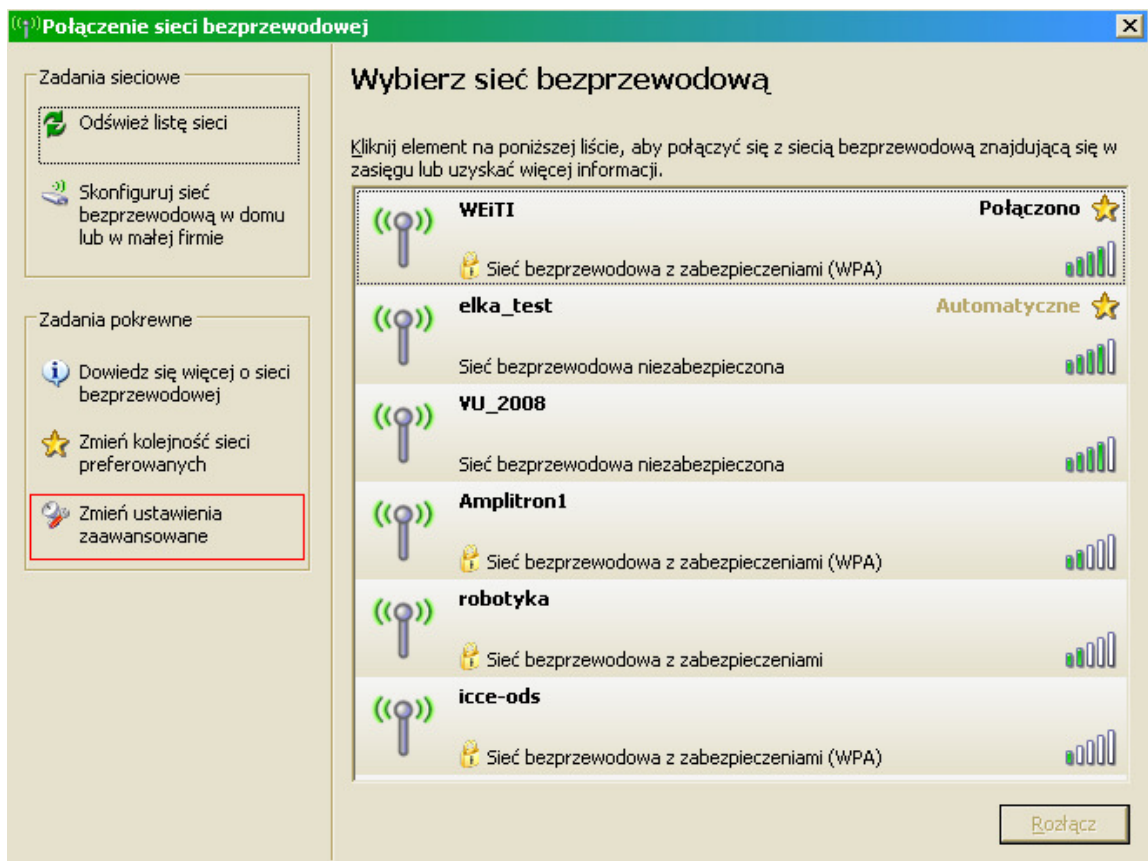 Połączenie sieci bezprzewodowej
Zadania sieciowe
Odśwież listę sieci
Skonfiguruj sieć
bezprzewodową w domu
lub w małej firmie
Zadania pokrewne
Dowiedz się więcej o sieci
bezprzewodowej
Zmień kolejność sieci
preferowanych
Zmień ustawienia
zaawansowane
Wybierz sieć bezprzewodową
Kliknij element na poniższej liście, aby połączyć się z siecią bezprzewodową znajdującą się w
zasięgu lub uzyskać więcej informacji.
WEiTI Połączono
Sieć bezprzewodowa z zabezpieczeniami (WPA)
elka_test Automatyczne
Sieć bezprzewodowa niezabezpieczona
VU_2008
Sieć bezprzewodowa niezabezpieczona
Amplitron1
Sieć bezprzewodowa z zabezpieczeniami (WPA)
robotyka
Sieć bezprzewodowa z zabezpieczeniami
icce-ods
Sieć bezprzewodowa z zabezpieczeniami (WPA)
Rozłącz